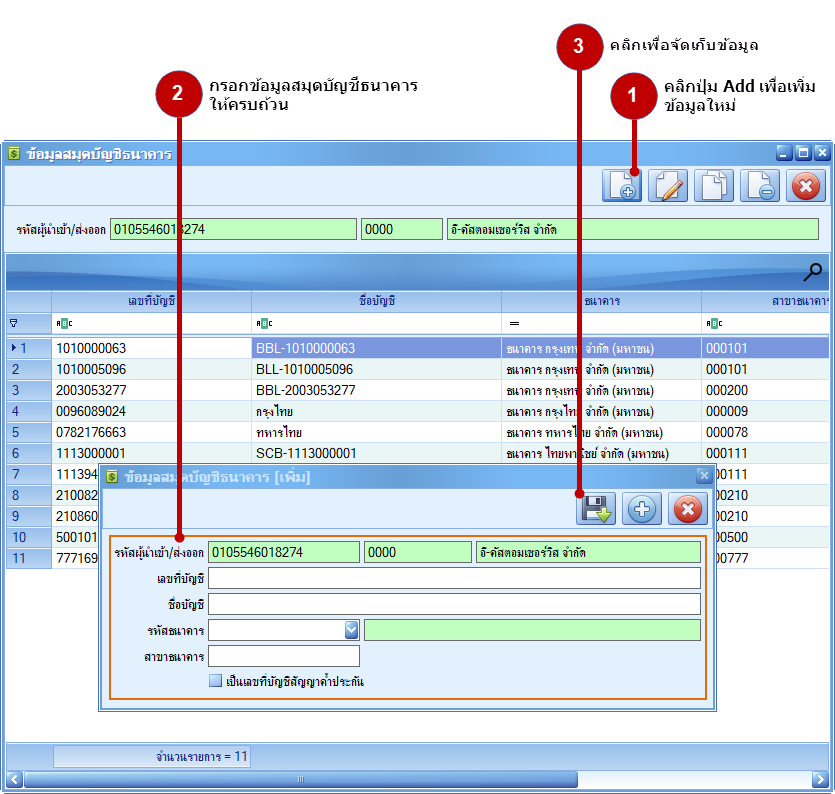 3
คลิกเพื่อจัดเก็บข้อมูล
2
กรอกข้อมูลสมุดบัญชีธนาคาร
ให้ครบถ้วน
1
คลิกปุ่ม Add เพื่อเพิ่ม
ข้อมูลใหม่
ข้อมูลสมุดบัญชีธนาคาร
รหัสผู้นำเข้า/ส่งออก 0105546018274 0000 อี-คัสตอมเซอร์วิส จำกัด
เลขที่บัญชี ชื่อบัญชี ธนาคาร สาขาธนาคาร
ABC ABC = ABC
1 1010000063 BBL-1010000063 ธนาคาร กรุงเทพ จำกัด (มหาชน) 000101
2 1010005096 BLL-1010005096 ธนาคาร กรุงเทพ จำกัด (มหาชน) 000101
3 2003053277 BBL-2003053277 ธนาคาร กรุงเทพ จำกัด (มหาชน) 000200
4 0096089024 กรุงไทย ธนาคาร กรุงไทย จำกัด (มหาชน) 000009
5 0782176663 ทหารไทย ธนาคาร ทหารไทย จำกัด (มหาชน) 000078
6 1113000001 SCB-1113000001 ธนาคาร ไทยพาณิชย์ จำกัด (มหาชน) 000111
7 111394 00111
8 210082 00210
9 210860 00210
10 500101 00500
11 777169 00777
ข้อมูลสมุดบัญชีธนาคาร [เพิ่ม]
รหัสผู้นำเข้า/ส่งออก 0105546018274 0000 อี-คัสตอมเซอร์วิส จำกัด
เลขที่บัญชี
ชื่อบัญชี
รหัสธนาคาร
สาขาธนาคาร
เป็นเลขที่บัญชีสัญญาค้ำประกัน
จำนวนรายการ = 11